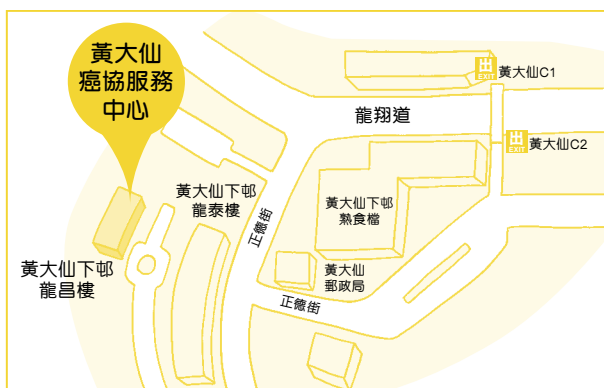 黃大仙
癌協服務
中心
出
EXIT
黃大仙C1
龍翔道
出
EXIT
黃大仙C2
黃大仙下邨
龍泰樓
正德街
黃大仙下邨
熟食檔
黃大仙下邨
龍昌樓
黃大仙
郵政局
正德街